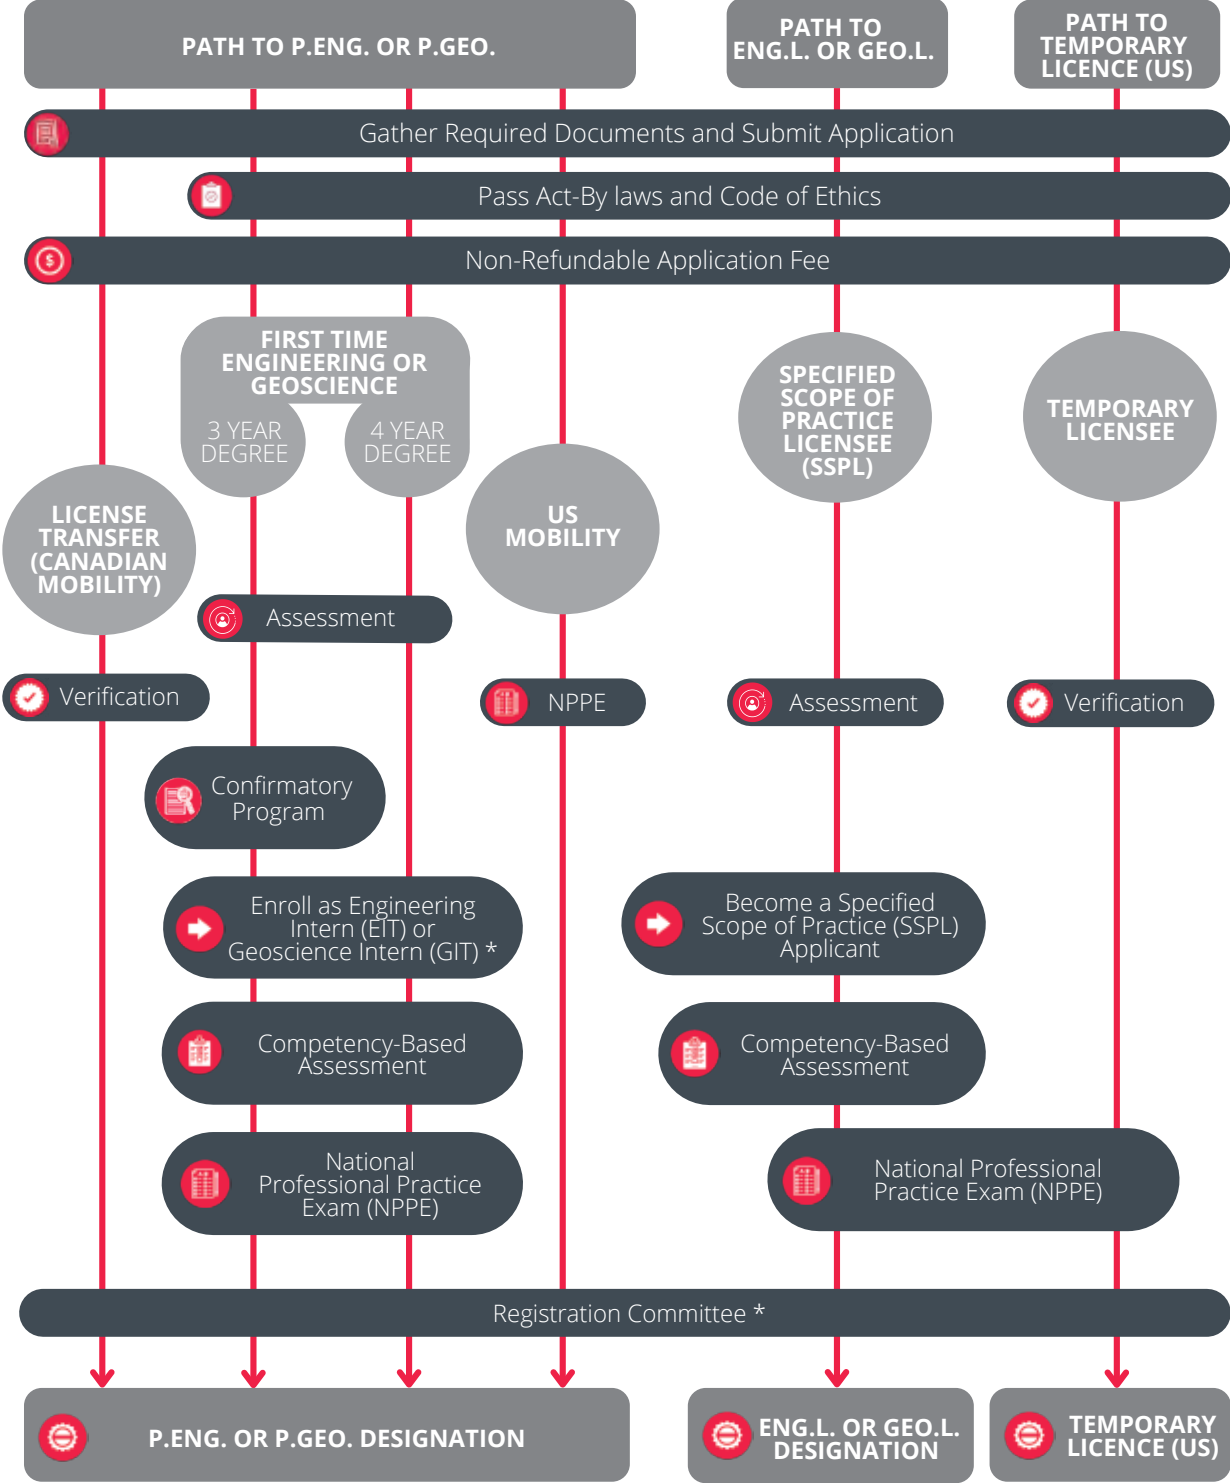 PATH TO P.ENG. OR P.GEO.
PATH TO
ENG.L. OR GEO.L.
PATH TO
TEMPORARY
LICENCE (US)
Gather Required Documents and Submit Application
Pass Act-By laws and Code of Ethics
$
Non-Refundable Application Fee
FIRST TIME
ENGINEERING OR
GEOSCIENCE
3 YEAR
DEGREE
4 YEAR
DEGREE
SPECIFIED
SCOPE OF
PRACTICE
LICENSEE
(SSPL)
TEMPORARY
LICENSEE
LICENSE
TRANSFER
(CANADIAN
MOBILITY)
US
MOBILITY
Assessment
Verification
NPPE
Assessment
Verification
Confirmatory
Program
Enroll as Engineering
Intern (EIT) or
Geoscience Intern (GIT) *
Become a Specified
Scope of Practice (SSPL)
Applicant
Competency-Based
Assessment
Competency-Based
Assessment
National
Professional Practice
Exam (NPPE)
National Professional
Practice Exam (NPPE)
Registration Committee *
P.ENG. OR P.GEO. DESIGNATION
ENG.L. OR GEO.L.
DESIGNATION
TEMPORARY
LICENCE (US)